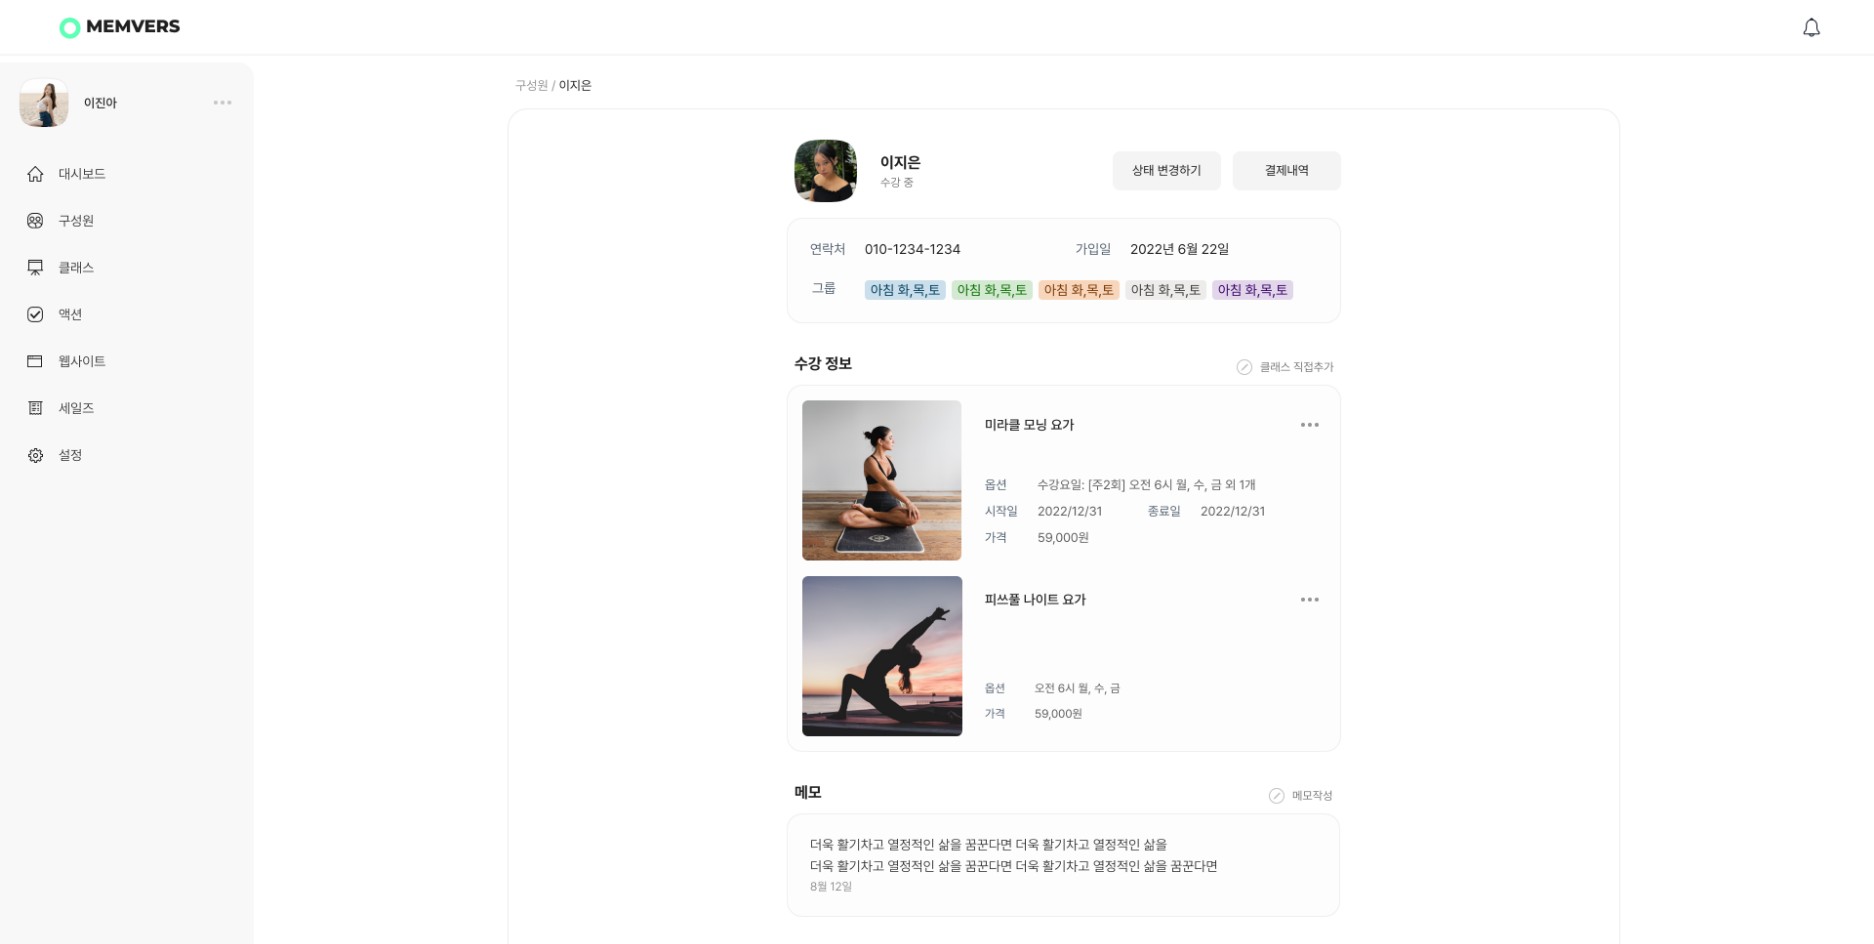 MEMVERS
이진아
대시보드
구성원
클래스
액션
웹사이트
세일즈
설정
구성원 / 이지은
이지은
수강 중
상태 변경하기
결제내역
연락처 010-1234-1234 가입일 2022년 6월 22일
그룹 아침 화,목,토 아침 화,목,토 아침 화,목,토 아침 화,목,토 아침 화,목,토
수강 정보
클래스 직접추가
미라클 모닝 요가
옵션 수강요일: [주2회] 오전 6시 월, 수, 금 외 1개
시작일 2022/12/31 종료일 2022/12/31
가격 59,000원
피쓰풀 나이트 요가
옵션 오전 6시 월, 수, 금
가격 59,000원
메모
메모작성
더욱 활기차고 열정적인 삶을 꿈꾼다면 더욱 활기차고 열정적인 삶을
더욱 활기차고 열정적인 삶을 꿈꾼다면 더욱 활기차고 열정적인 삶을 꿈꾼다면
8월 12일